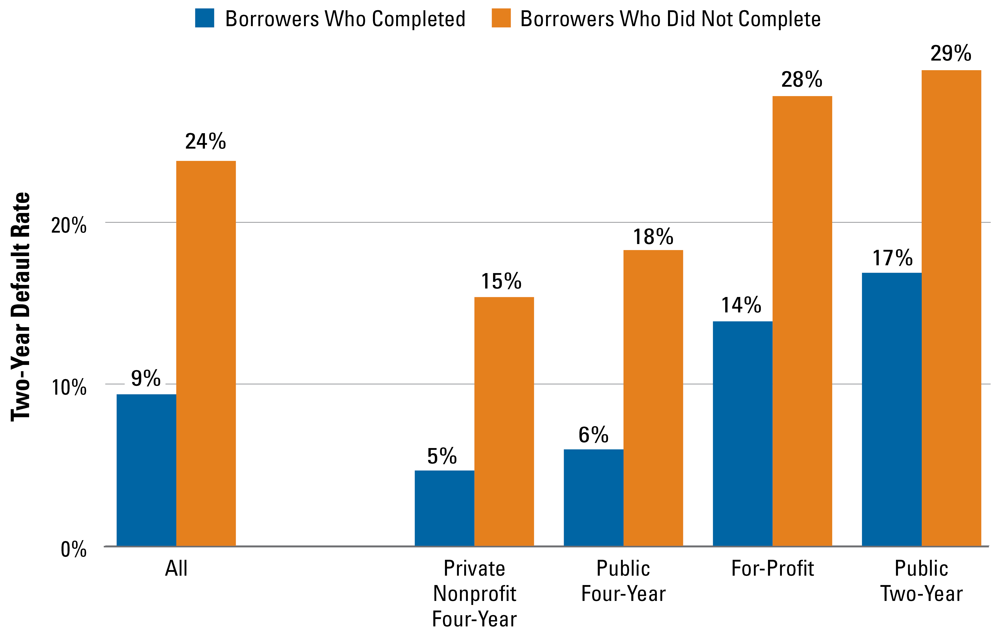 Borrowers Who Completed
Borrowers Who Did Not Complete
Two-Year Default Rate
20%
10%
0%
9%
24%
5%
15%
6%
18%
14%
28%
17%
29%
All
Private
Nonprofit
Four-Year
Public
Four-Year
For-Profit
Public
Two-Year